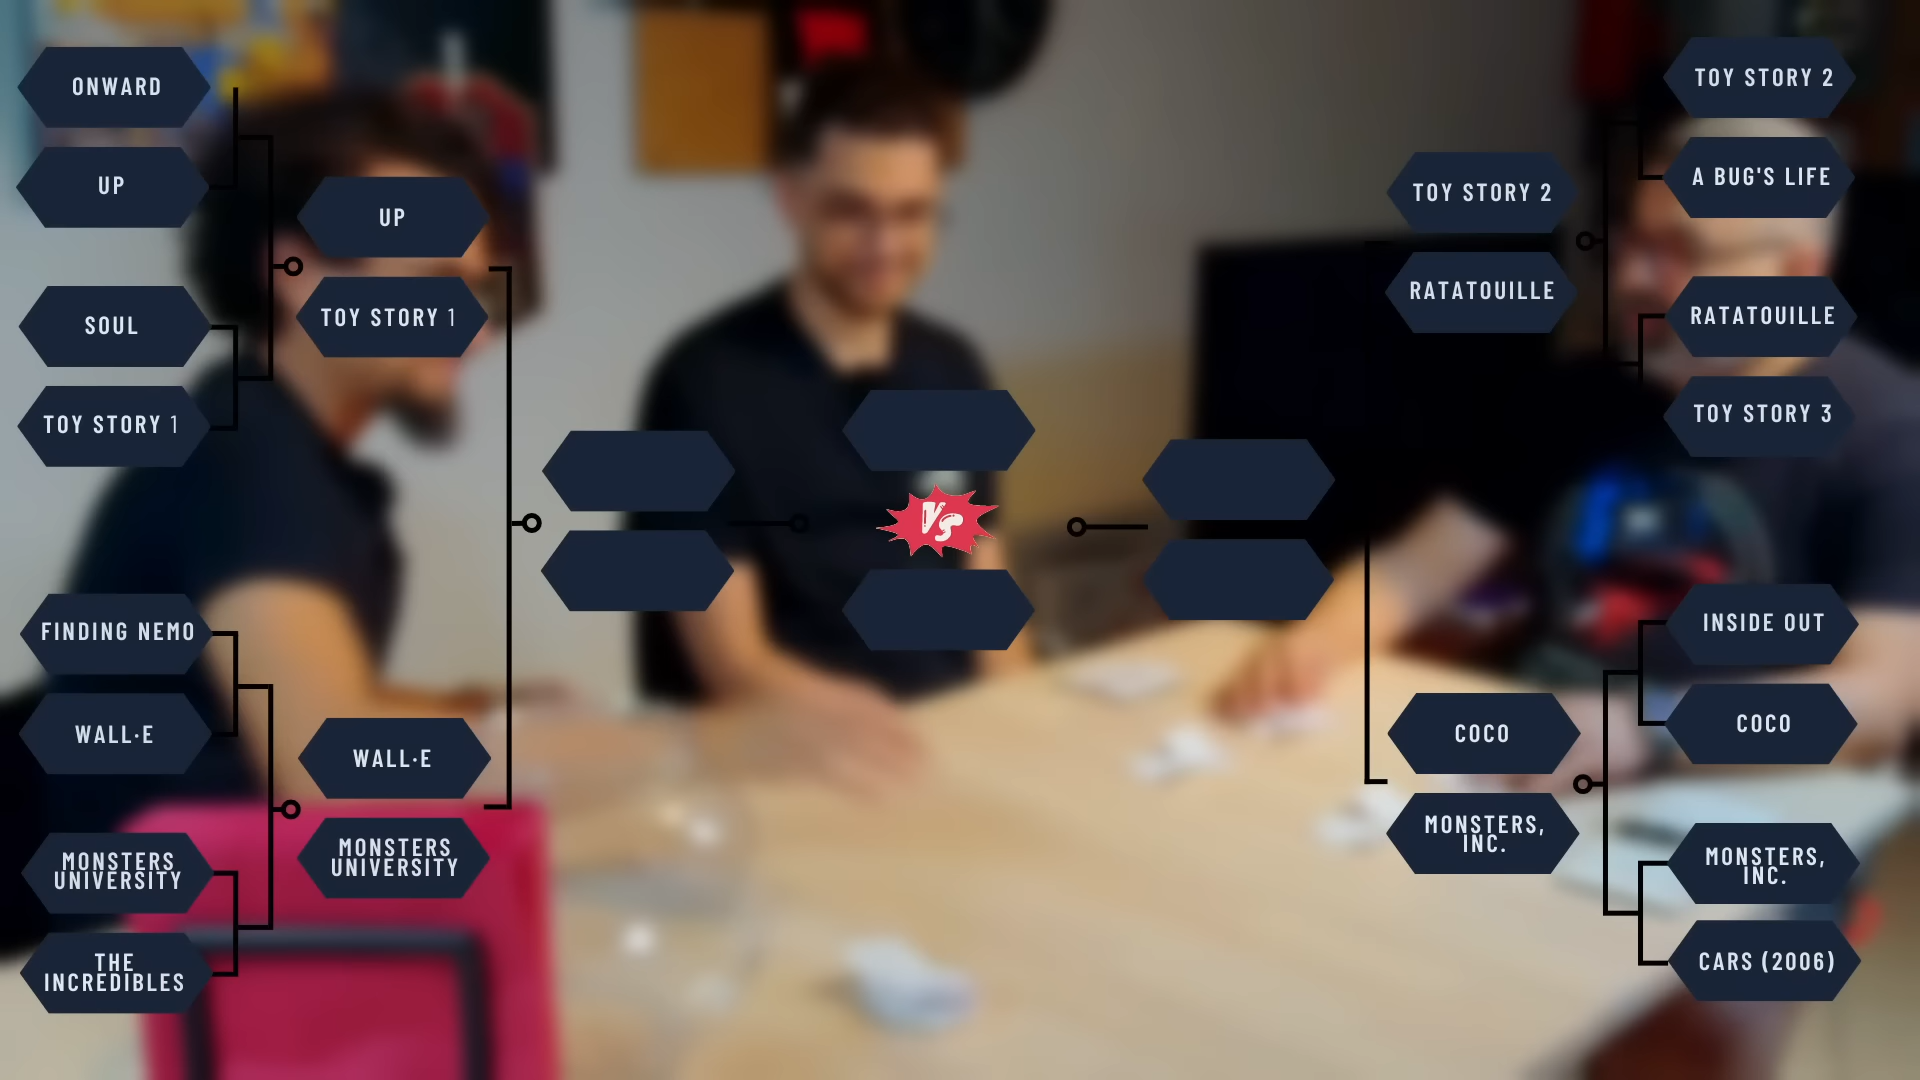 ONWARD
UP
SOUL
TOY STORY 1
FINDING NEMO
WALL·E
MONSTERS
UNIVERSITY
THE
INCREDIBLES
UP
TOY STORY 1
WALL·E
MONSTERS
UNIVERSITY
VS
TOY STORY 2
RATATOUILLE
COCO
MONSTERS,
INC.
TOY STORY 2
A BUG'S LIFE
RATATOUILLE
TOY STORY 3
INSIDE OUT
COCO
MONSTERS,
INC.
CARS (2006)